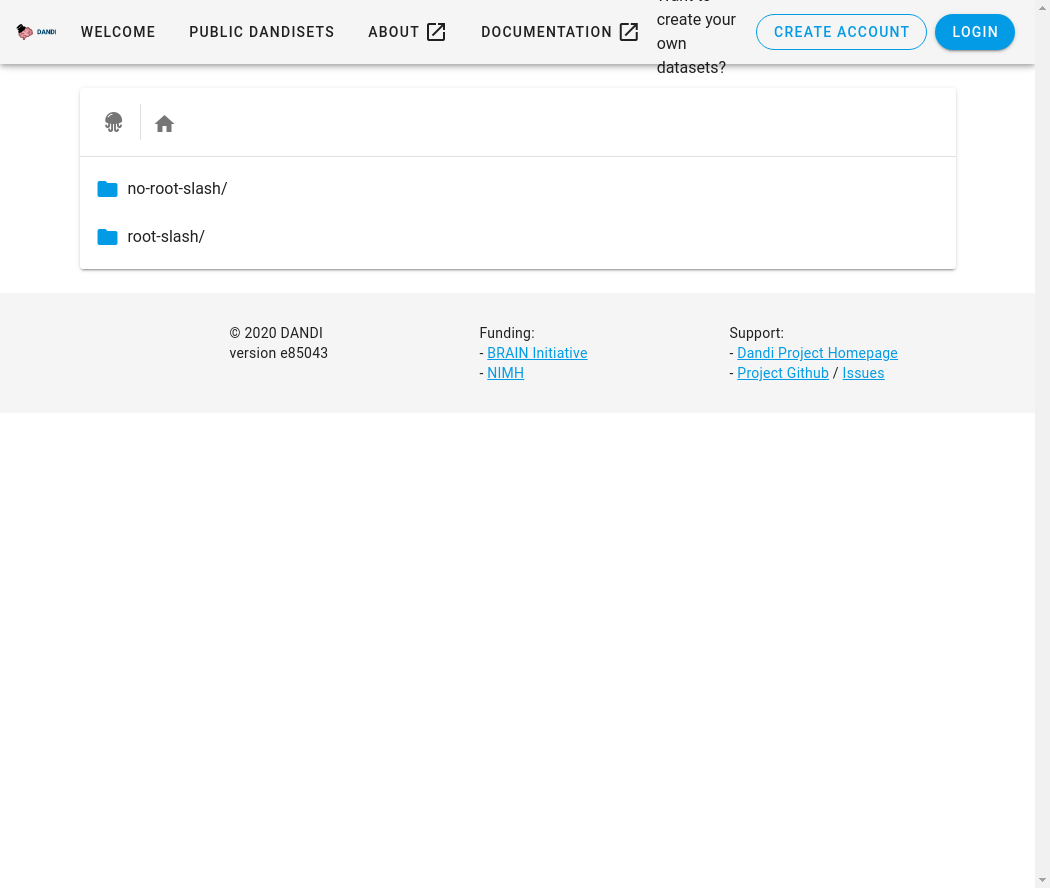 DANDI
WELCOME
PUBLIC DANDISETS
ABOUT
DOCUMENTATION
create your
own
datasets?
CREATE ACCOUNT
LOGIN
no-root-slash/
root-slash/
© 2020 DANDI
version e85043
Funding:
- BRAIN Initiative
- NIMH
Support:
- Dandi Project Homepage
- Project Github / Issues